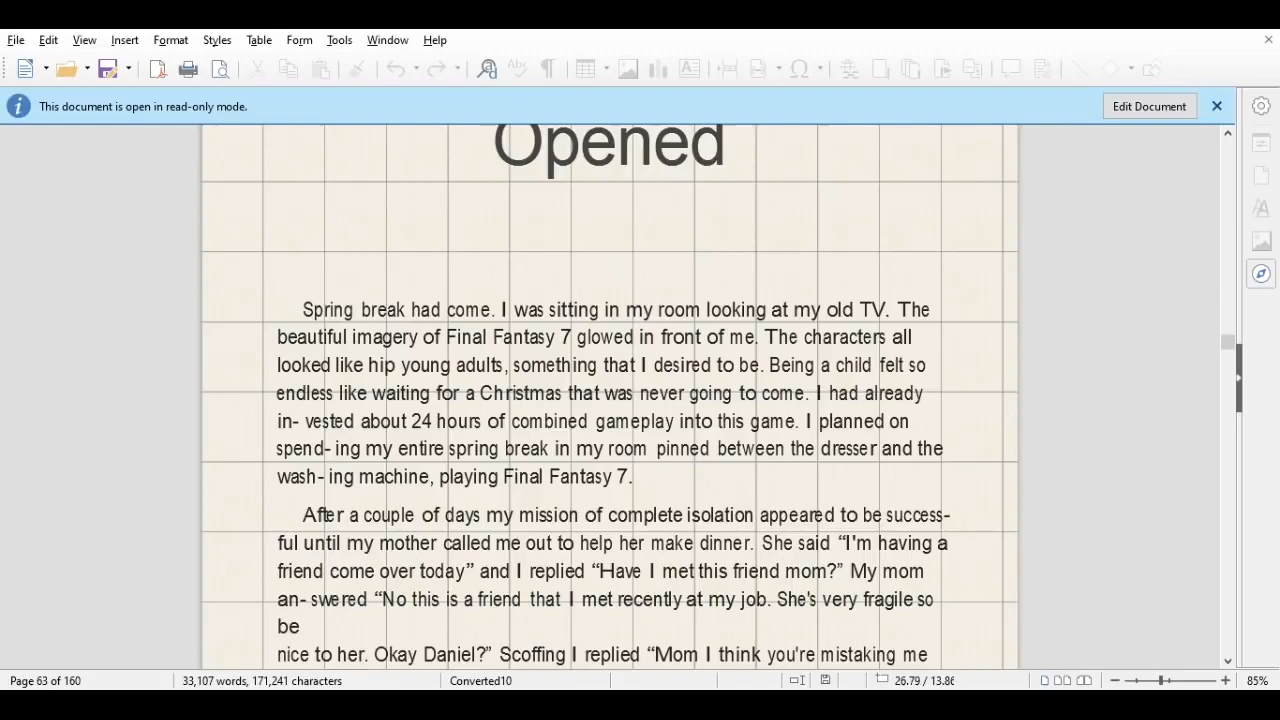 File Edit View Insert Format Styles Table Form Tools Window Help
This document is open in read-only mode.
Edit Document
Opened
Spring break had come. I was sitting in my room looking at my old TV. The
beautiful imagery of Final Fantasy 7 glowed in front of me. The characters all
looked like hip young adults, something that I desired to be. Being a child felt so
endless like waiting for a Christmas that was never going to come. I had already
in- vested about 24 hours of combined gameplay into this game. I planned on
spend- ing my entire spring break in my room pinned between the dresser and the
wash- ing machine, playing Final Fantasy 7.
After a couple of days my mission of complete isolation appeared to be success-
ful until my mother called me out to help her make dinner. She said “I'm having a
friend come over today” and I replied “Have I met this friend mom?” My mom
an- swered “No this is a friend that I met recently at my job. She's very fragile so
be
nice to her. Okay Daniel?” Scoffing I replied “Mom I think you're mistaking me
Page 63 of 160 33,107 words, 171,241 characters Converted10 26.79 / 13.86 85%